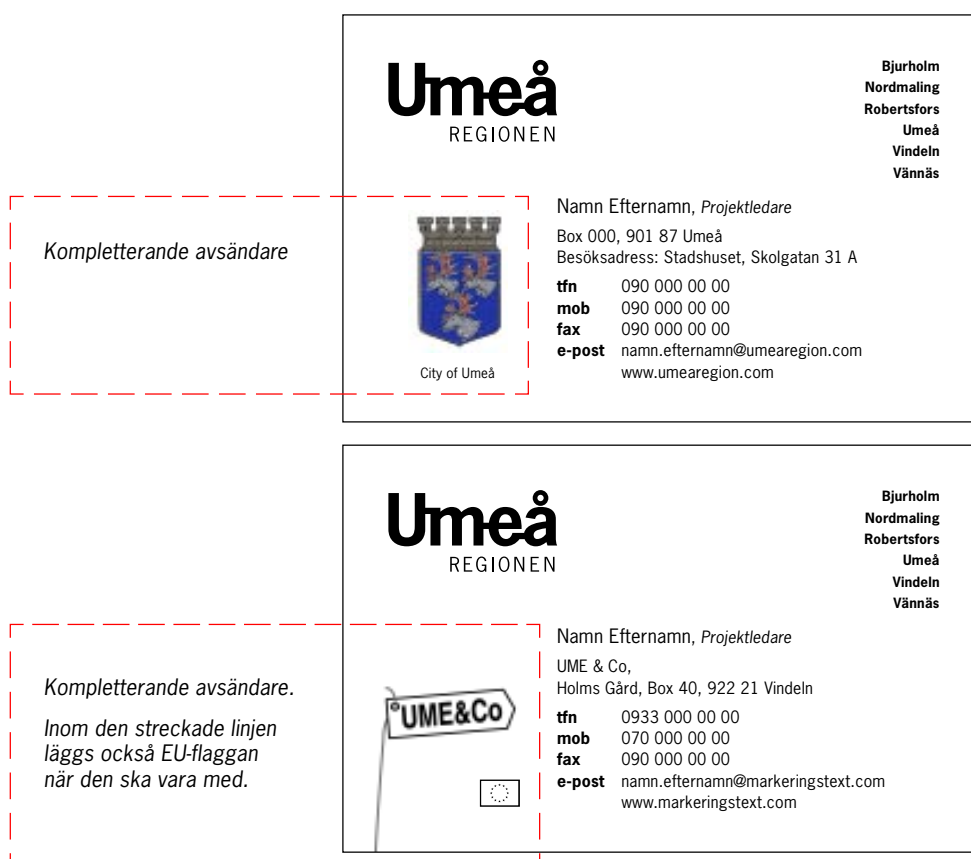 Umeå
REGIONEN
Bjurholm
Nordmaling
Robertsfors
Umeå
Vindeln
Vännäs
Kompletterande avsändare
City of Umeå
Namn Efternamn, Projektledare
Box 000, 901 87 Umeå
Besöksadress: Stadshuset, Skolgatan 31 A
tfn 090 000 00 00
mob 090 000 00 00
fax 090 000 00 00
e-post namn.efternamn@umearegion.com
www.umearegion.com
Umeå
REGIONEN
Bjurholm
Nordmaling
Robertsfors
Umeå
Vindeln
Vännäs
Kompletterande avsändare.
Inom den streckade linjen
läggs också EU-flaggan
när den ska vara med.
UME&Co
Namn Efternamn, Projektledare
UME & Co,
Holms Gård, Box 40, 922 21 Vindeln
tfn 0933 000 00 00
mob 070 000 00 00
fax 090 000 00 00
e-post namn.efternamn@markeringstext.com
www.markeringstext.com